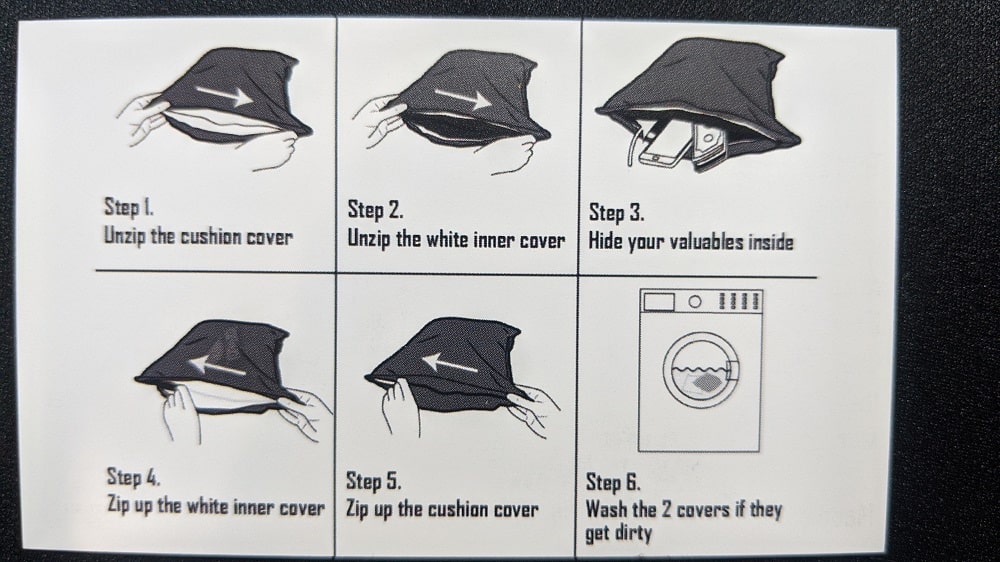 Step 1.
Unzip the cushion cover
Step 2.
Unzip the white inner cover
Step 3.
Hide your valuables inside
Step 4.
Zip up the white inner cover
Step 5.
Zip up the cushion cover
Step 6.
Wash the 2 covers if they
get dirty